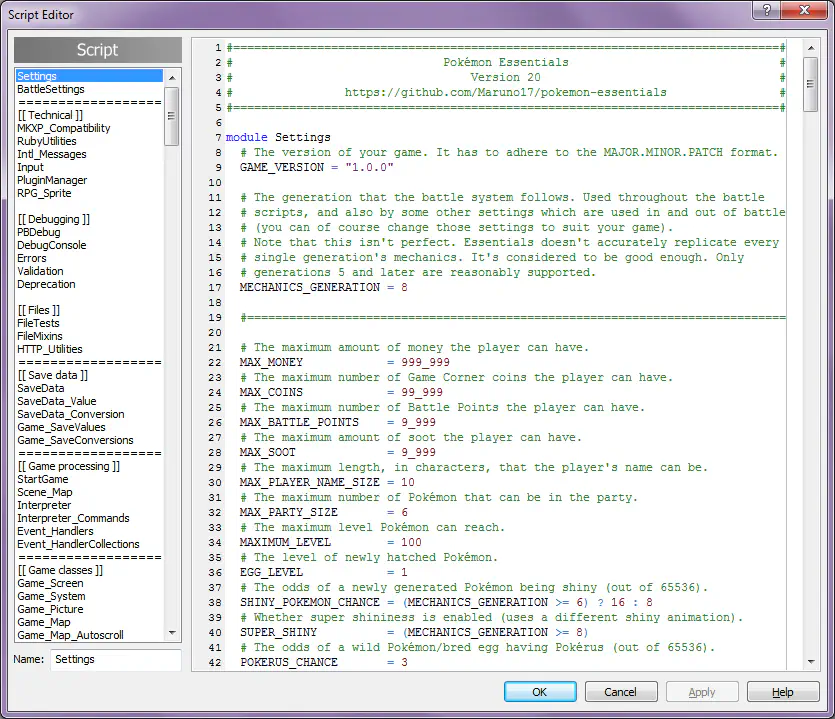 Script Editor
Script
Settings
BattleSettings
==================
[[ Technical ]]
MKXP_Compatibility
RubyUtilities
Intl_Messages
Input
PluginManager
RPG_Sprite
[[ Debugging ]]
PBDebug
DebugConsole
Errors
Validation
Deprecation
[[ Files ]]
FileTests
FileMixins
HTTP_Utilities
==================
[[ Save data ]]
SaveData
SaveData_Value
SaveData_Conversion
Game_SaveValues
Game_SaveConversions
==================
[[ Game processing ]]
StartGame
Scene_Map
Interpreter
Interpreter_Commands
Event_Handlers
Event_HandlerCollections
==================
[[ Game classes ]]
Game_Screen
Game_System
Game_Picture
Game_Map
Game_Map_Autoscroll
Name: Settings
1 #==============================================================================#
2 # Pokémon Essentials #
3 # Version 20 #
4 # https://github.com/Maruno17/pokemon-essentials #
5 #==============================================================================#
6
7 module Settings
8 # The version of your game. It has to adhere to the MAJOR.MINOR.PATCH format.
9 GAME_VERSION = "1.0.0"
10
11 # The generation that the battle system follows. Used throughout the battle
12 # scripts, and also by some other settings which are used in and out of battle
13 # (you can of course change those settings to suit your game).
14 # Note that this isn't perfect. Essentials doesn't accurately replicate every
15 # single generation's mechanics. It's considered to be good enough. Only
16 # generations 5 and later are reasonably supported.
17 MECHANICS_GENERATION = 8
18
19 #=============================================================================
20
21 # The maximum amount of money the player can have.
22 MAX_MONEY = 999_999
23 # The maximum number of Game Corner coins the player can have.
24 MAX_COINS = 99_999
25 # The maximum number of Battle Points the player can have.
26 MAX_BATTLE_POINTS = 9_999
27 # The maximum amount of soot the player can have.
28 MAX_SOOT = 9_999
29 # The maximum length, in characters, that the player's name can be.
30 MAX_PLAYER_NAME_SIZE = 10
31 # The maximum number of Pokémon that can be in the party.
32 MAX_PARTY_SIZE = 6
33 # The maximum level Pokémon can reach.
34 MAXIMUM_LEVEL = 100
35 # The level of newly hatched Pokémon.
36 EGG_LEVEL = 1
37 # The odds of a newly generated Pokémon being shiny (out of 65536).
38 SHINY_POKEMON_CHANCE = (MECHANICS_GENERATION >= 6) ? 16 : 8
39 # Whether super shininess is enabled (uses a different shiny animation).
40 SUPER_SHINY = (MECHANICS_GENERATION >= 8)
41 # The odds of a wild Pokémon/bred egg having Pokérus (out of 65536).
42 POKERUS_CHANCE = 3
OK Cancel Apply Help